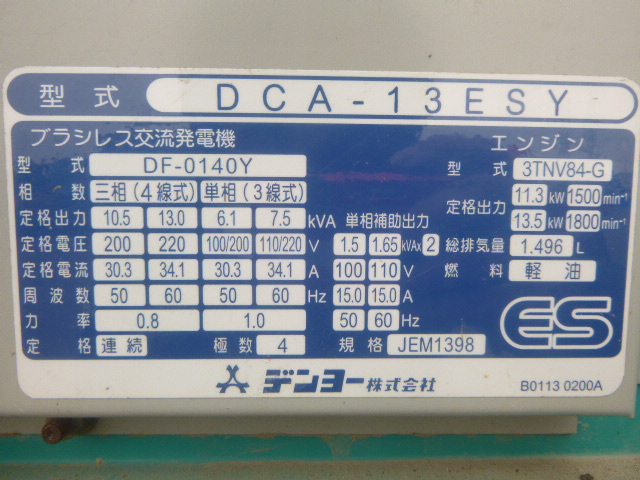 型式 DCA-13ESY
ブラシレス交流発電機 エンジン
型式 DF-0140Y 型式 3TNV84-G
相数 三相(4線式) 単相(3線式) 11.3 kW 1500 min⁻¹
定格出力 10.5 13.0 6.1 7.5 kVA 単相補助出力 定格出力 13.5 kW 1800 min⁻¹
定格電圧 200 220 100/200 110/220 V 1.5 1.65 kVAx 2 総排気量 1.496 L
定格電流 30.3 34.1 30.3 34.1 A 100 110 V 燃料 軽油
周波数 50 60 50 60 Hz 15.0 15.0 A
力率 0.8 1.0 50 60 Hz ES
定格 連続 極数 4 規格 JEM1398
デンヨー株式会社 B0113 0200A